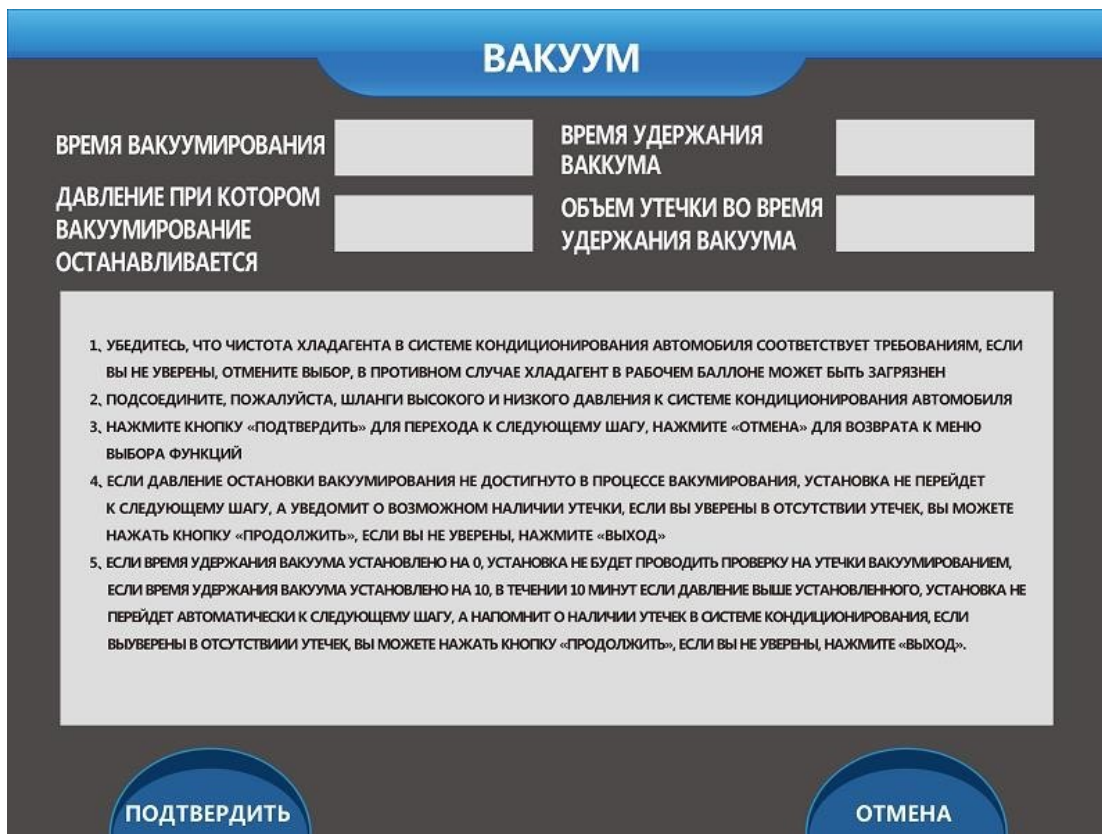 ВАКУУМ
ВРЕМЯ ВАКУУМИРОВАНИЯ
ВРЕМЯ УДЕРЖАНИЯ
ВАККУМА
ДАВЛЕНИЕ ПРИ КОТОРОМ
ВАКУУМИРОВАНИЕ
ОСТАНАВЛИВАЕТСЯ
ОБЪЕМ УТЕЧКИ ВО ВРЕМЯ
УДЕРЖАНИЯ ВАКУУМА
1、УБЕДИТЕСЬ, ЧТО ЧИСТОТА ХЛАДАГЕНТА В СИСТЕМЕ КОНДИЦИОНИРОВАНИЯ АВТОМОБИЛЯ СООТВЕТСТВУЕТ ТРЕБОВАНИЯМ, ЕСЛИ
ВЫ НЕ УВЕРЕНЫ, ОТМЕНИТЕ ВЫБОР, В ПРОТИВНОМ СЛУЧАЕ ХЛАДАГЕНТ В РАБОЧЕМ БАЛЛОНЕ МОЖЕТ БЫТЬ ЗАГРЯЗНЕН
2、ПОДСОЕДИНИТЕ, ПОЖАЛУЙСТА, ШЛАНГИ ВЫСОКОГО И НИЗКОГО ДАВЛЕНИЯ К СИСТЕМЕ КОНДИЦИОНИРОВАНИЯ АВТОМОБИЛЯ
3、НАЖМИТЕ КНОПКУ «ПОДТВЕРДИТЬ» ДЛЯ ПЕРЕХОДА К СЛЕДУЮЩЕМУ ШАГУ, НАЖМИТЕ «ОТМЕНА» ДЛЯ ВОЗВРАТА К МЕНЮ
ВЫБОРА ФУНКЦИЙ
4、ЕСЛИ ДАВЛЕНИЕ ОСТАНОВКИ ВАКУУМИРОВАНИЯ НЕ ДОСТИГНУТО В ПРОЦЕССЕ ВАКУМИРОВАНИЯ, УСТАНОВКА НЕ ПЕРЕЙДЕТ
К СЛЕДУЮЩЕМУ ШАГУ, А УВЕДОМИТ О ВОЗМОЖНОМ НАЛИЧИИ УТЕЧКИ, ЕСЛИ ВЫ УВЕРЕНЫ В ОТСУТСТВИИ УТЕЧЕК, ВЫ МОЖЕТЕ
НАЖАТЬ КНОПКУ «ПРОДОЛЖИТЬ», ЕСЛИ ВЫ НЕ УВЕРЕНЫ, НАЖМИТЕ «ВЫХОД»
5、ЕСЛИ ВРЕМЯ УДЕРЖАНИЯ ВАКУУМА УСТАНОВЛЕНО НА 0, УСТАНОВКА НЕ БУДЕТ ПРОВОДИТЬ ПРОВЕРКУ НА УТЕЧКИ ВАКУУМИРОВАНИЕМ,
ЕСЛИ ВРЕМЯ УДЕРЖАНИЯ ВАКУУМА УСТАНОВЛЕНО НА 10, В ТЕЧЕНИИ 10 МИНУТ ЕСЛИ ДАВЛЕНИЕ ВЫШЕ УСТАНОВЛЕННОГО, УСТАНОВКА НЕ
ПЕРЕЙДЕТ АВТОМАТИЧЕСКИ К СЛЕДУЮЩЕМУ ШАГУ, А НАПОМНИТ О НАЛИЧИИ УТЕЧЕК В СИСТЕМЕ КОНДИЦИОНИРОВАНИЯ, ЕСЛИ
ВЫУВЕРЕНЫ В ОТСУТСТВИИИ УТЕЧЕК, ВЫ МОЖЕТЕ НАЖАТЬ КНОПКУ «ПРОДОЛЖИТЬ», ЕСЛИ ВЫ НЕ УВЕРЕНЫ, НАЖМИТЕ «ВЫХОД».
ПОДТВЕРДИТЬ
ОТМЕНА